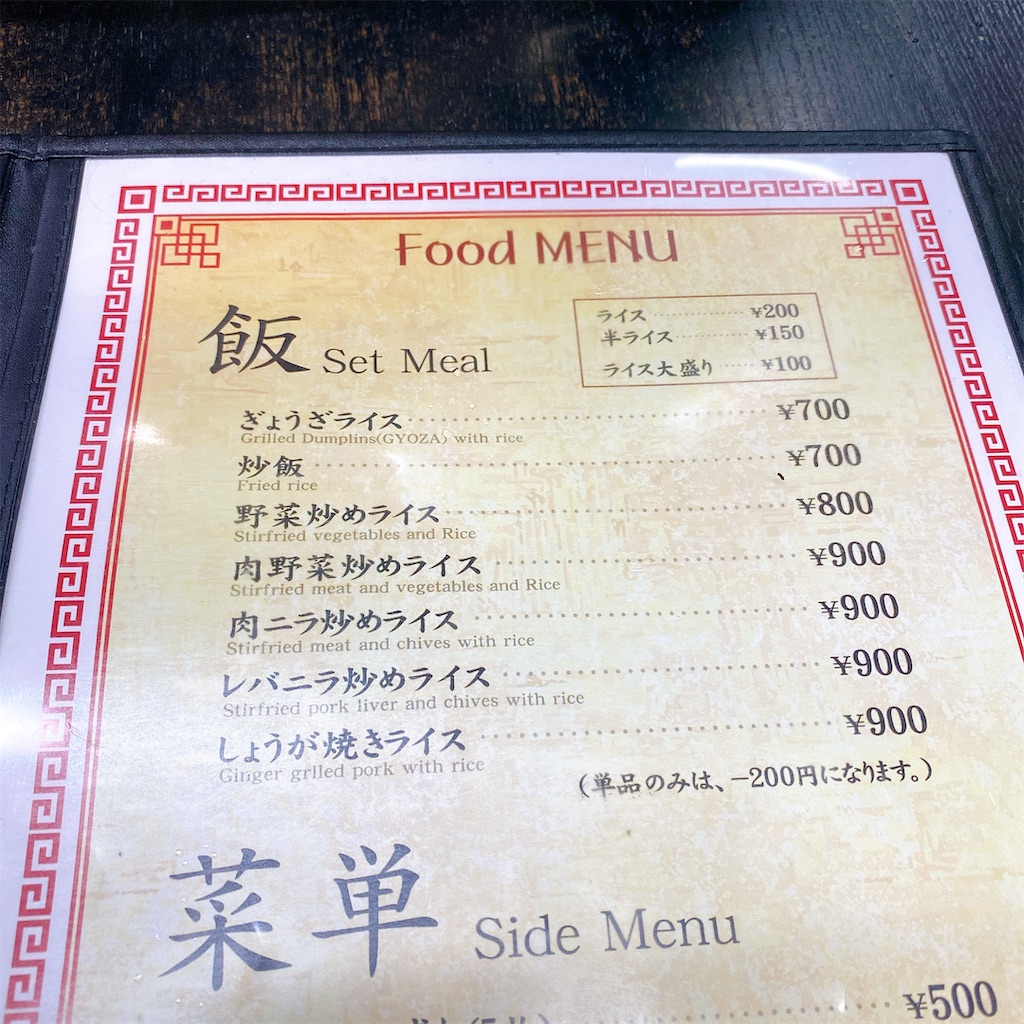 Food MENU
飯 Set Meal
ライス ¥200
半ライス ¥150
ライス大盛り ¥100
ぎょうざライス ¥700
Grilled Dumplins(GYOZA) with rice
炒飯 ¥700
Fried rice
野菜炒めライス ¥800
Stirfried vegetables and Rice
肉野菜炒めライス ¥900
Stirfried meat and vegetables and Rice
肉ニラ炒めライス ¥900
Stirfried meat and chives with rice
レバニラ炒めライス ¥900
Stirfried pork liver and chives with rice
しょうが焼きライス ¥900
Ginger grlled pork with rice
(単品のみは、−200円になります。)
菜単 Side Menu
¥500